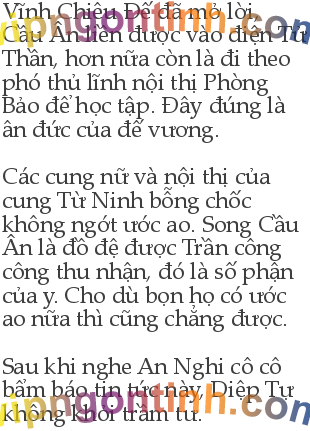 Vĩnh Chiêu Đế đã mở lời,
Cầu Ân liền được vào điện Tư
Thần, hơn nữa còn là đi theo
phó thủ lĩnh nội thị Phòng
Bảo để học tập. Đây đúng là
ân đức của đế vương.
Các cung nữ và nội thị của
cung Từ Ninh bỗng chốc
không ngớt ước ao. Song Cầu
Ân là đồ đệ được Trần công
công thu nhận, đó là số phận
của y. Cho dù bọn họ có ước
ao nữa thì cũng chẳng được.
Sau khi nghe An Nghi cô cô
bẩm báo tin tức này, Diệp Tự
không khỏi trầm tư.
vipngontinh.com
vipngontinh.com